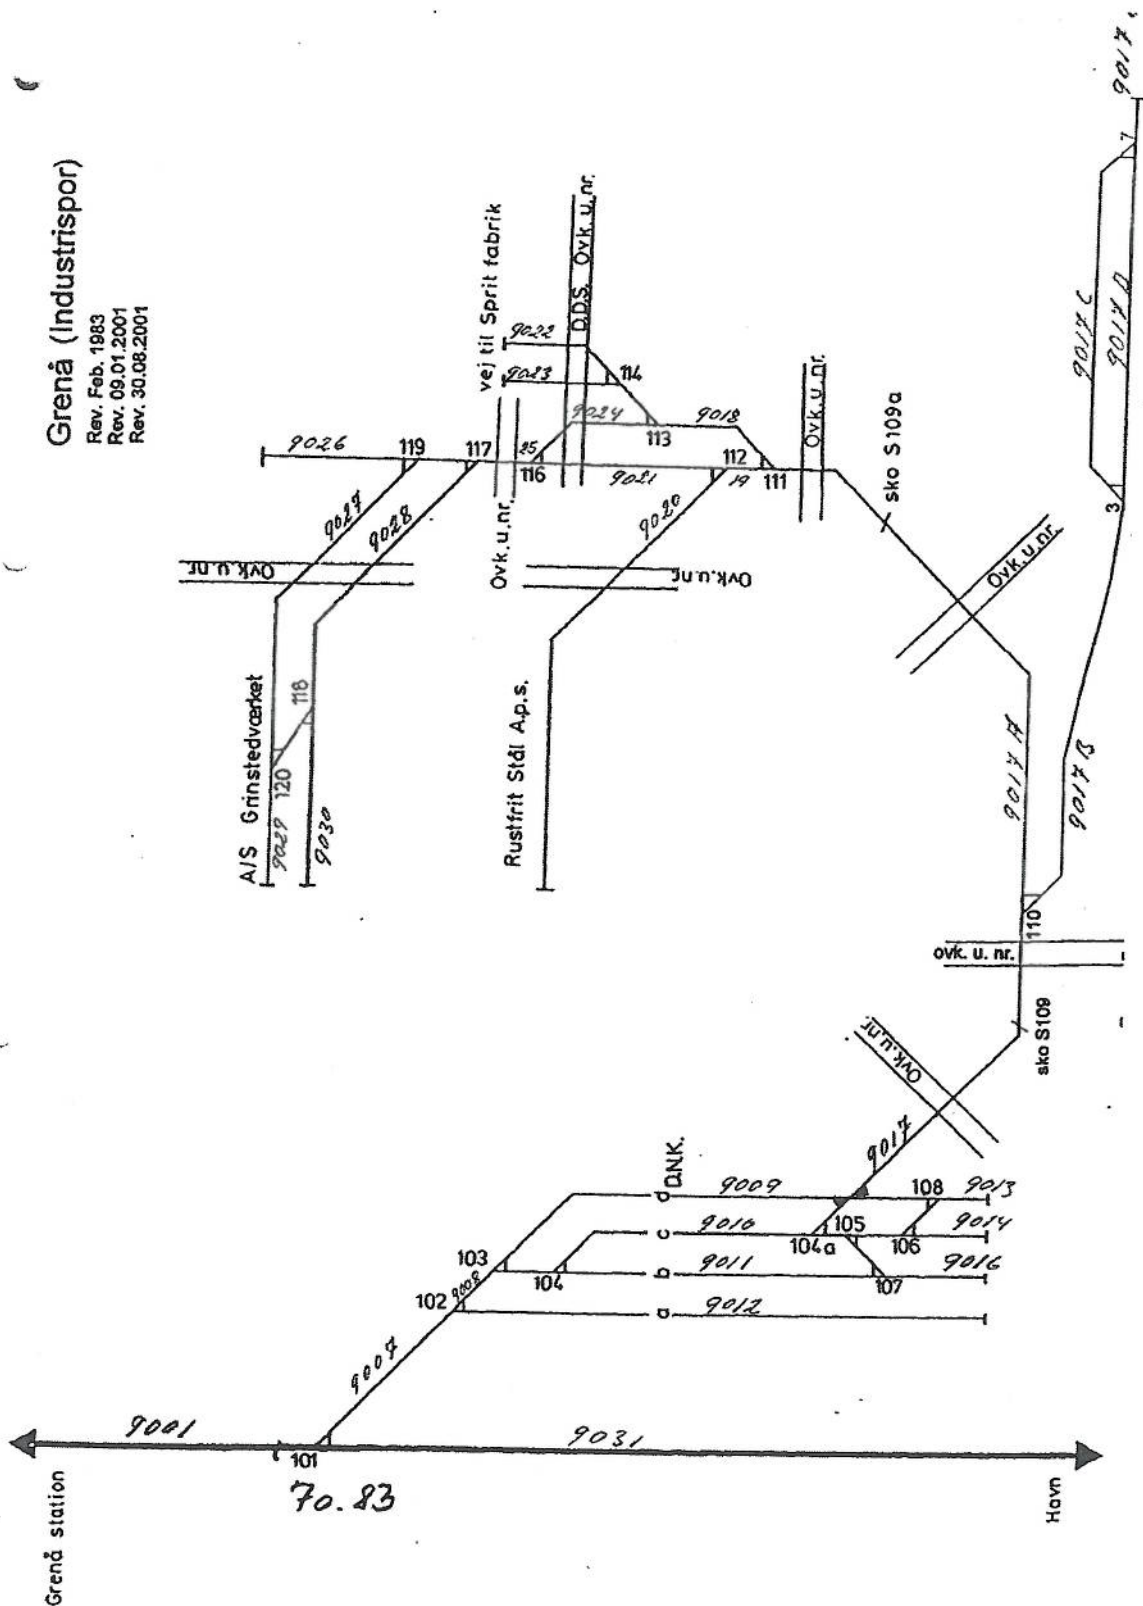 Grenå (Industrispor)
Rev. Feb. 1983
Rev. 09.01.2001
Rev. 30.08.2001
Grenå station
9001
101
70.83
9031
Havn
9007
102
9008
103
104
a
b
c
d
D.N.K.
9009
9010
9011
9012
104a
105
106
107
108
9013
9014
9016
9017
Ovk.u.nr.
sko S109
ovk. u. nr.
110
9017 A
9017 B
3
9017 C
9017 D
7
9017
Ovk.u.nr.
sko S109a
Ovk.u.nr.
111
112
19
9018
113
114
9020
9021
9022
9023
9024
D.D.S. Ovk.u.nr.
vej til Sprit fabrik
Ovk.u.nr.
116
25
117
119
9026
9027
9028
Ovk.u.nr
Ovk.u.nr.
Rustfrit Stål A.p.s.
A/S Grinstedværket
118
120
9029
9030